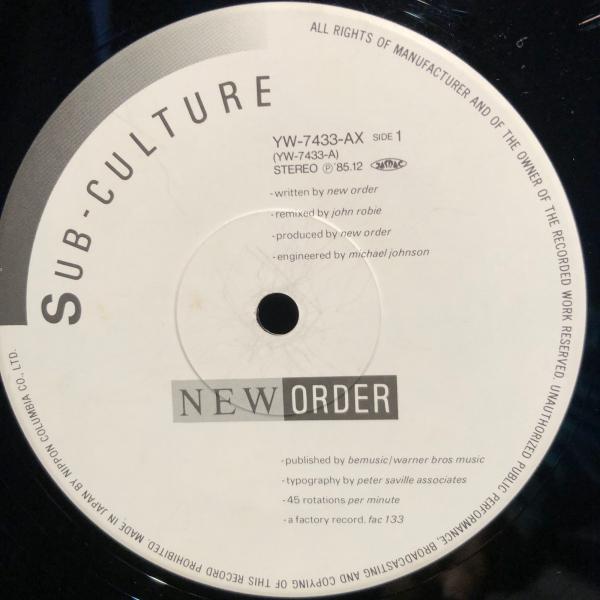 SUB-CULTURE
YW-7433-AX SIDE 1
(YW-7433-A)
STEREO Ⓟ'85.12 JASRAC
-written by new order
-remixed by john robie
-produced by new order
-engineered by michael johnson
NEW ORDER
-published by bemusic/warner bros music
-typography by peter saville associates
-45 rotations per minute
-a factory record. fac 133
ALL RIGHTS OF MANUFACTURER AND OF THE OWNER OF THE RECORDED WORK RESERVED. UNAUTHORIZED PUBLIC PERFORMANCE, BROADCASTING AND COPYING OF THIS RECORD PROHIBITED. MADE IN JAPAN BY NIPPON COLUMBIA CO., LTD.